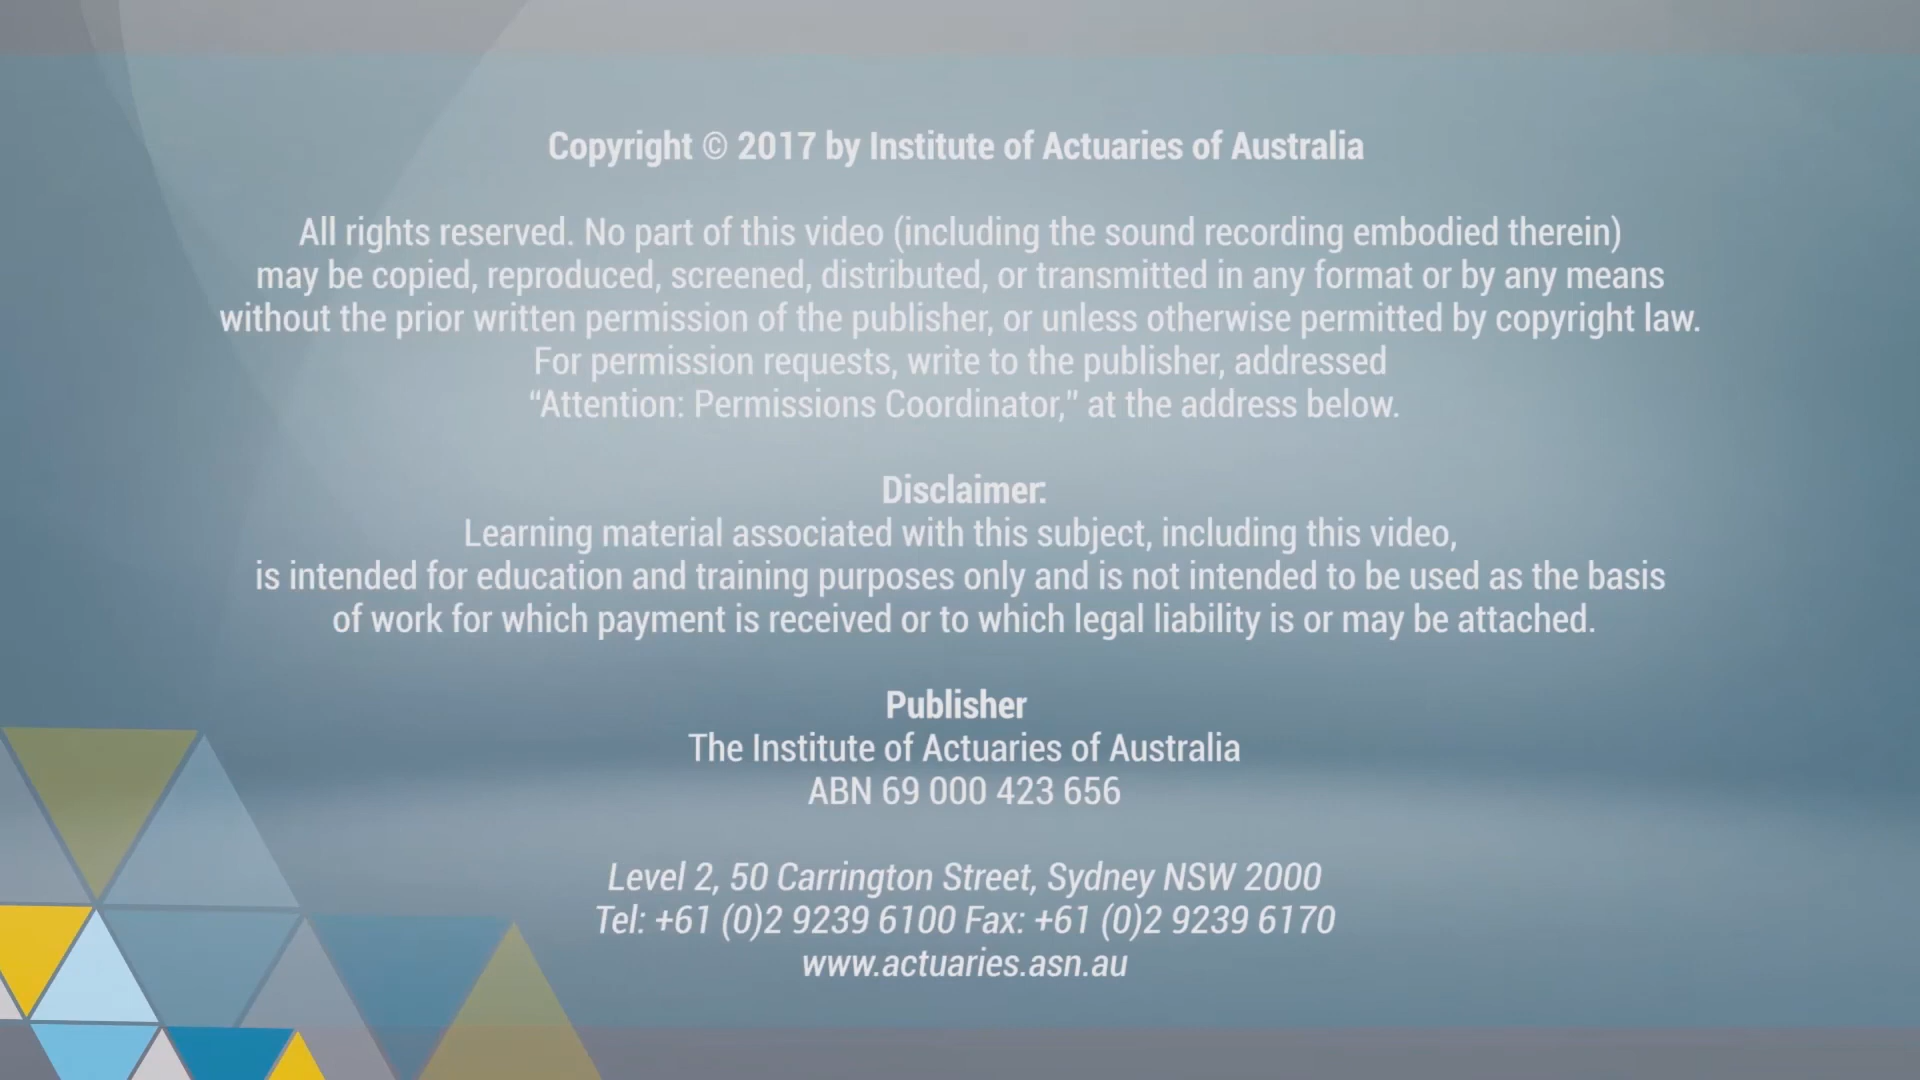 Copyright © 2017 by Institute of Actuaries of Australia
All rights reserved. No part of this video (including the sound recording embodied therein)
may be copied, reproduced, screened, distributed, or transmitted in any format or by any means
without the prior written permission of the publisher, or unless otherwise permitted by copyright law.
For permission requests, write to the publisher, addressed
“Attention: Permissions Coordinator,” at the address below.
Disclaimer:
Learning material associated with this subject, including this video,
is intended for education and training purposes only and is not intended to be used as the basis
of work for which payment is received or to which legal liability is or may be attached.
Publisher
The Institute of Actuaries of Australia
ABN 69 000 423 656
Level 2, 50 Carrington Street, Sydney NSW 2000
Tel: +61 (0)2 9239 6100 Fax: +61 (0)2 9239 6170
www.actuaries.asn.au